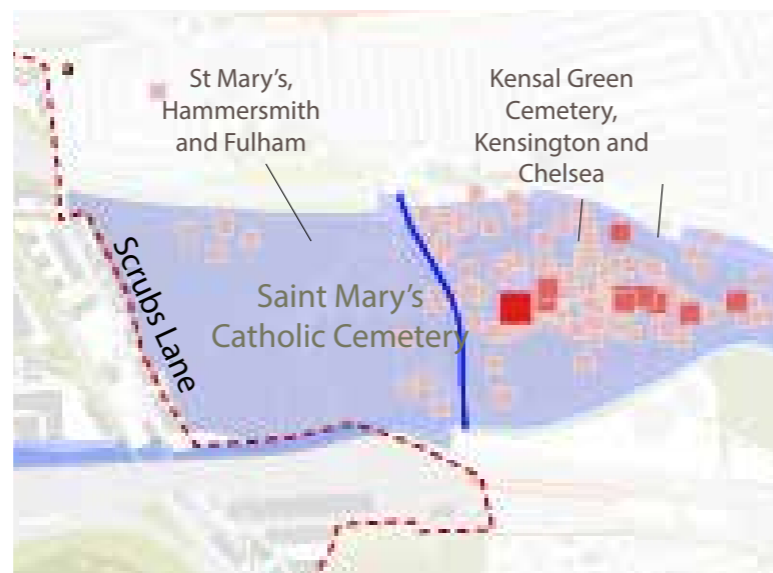 St Mary's,
Hammersmith
and Fulham
Kensal Green
Cemetery,
Kensington and
Chelsea
Scrubs Lane
Saint Mary's
Catholic Cemetery